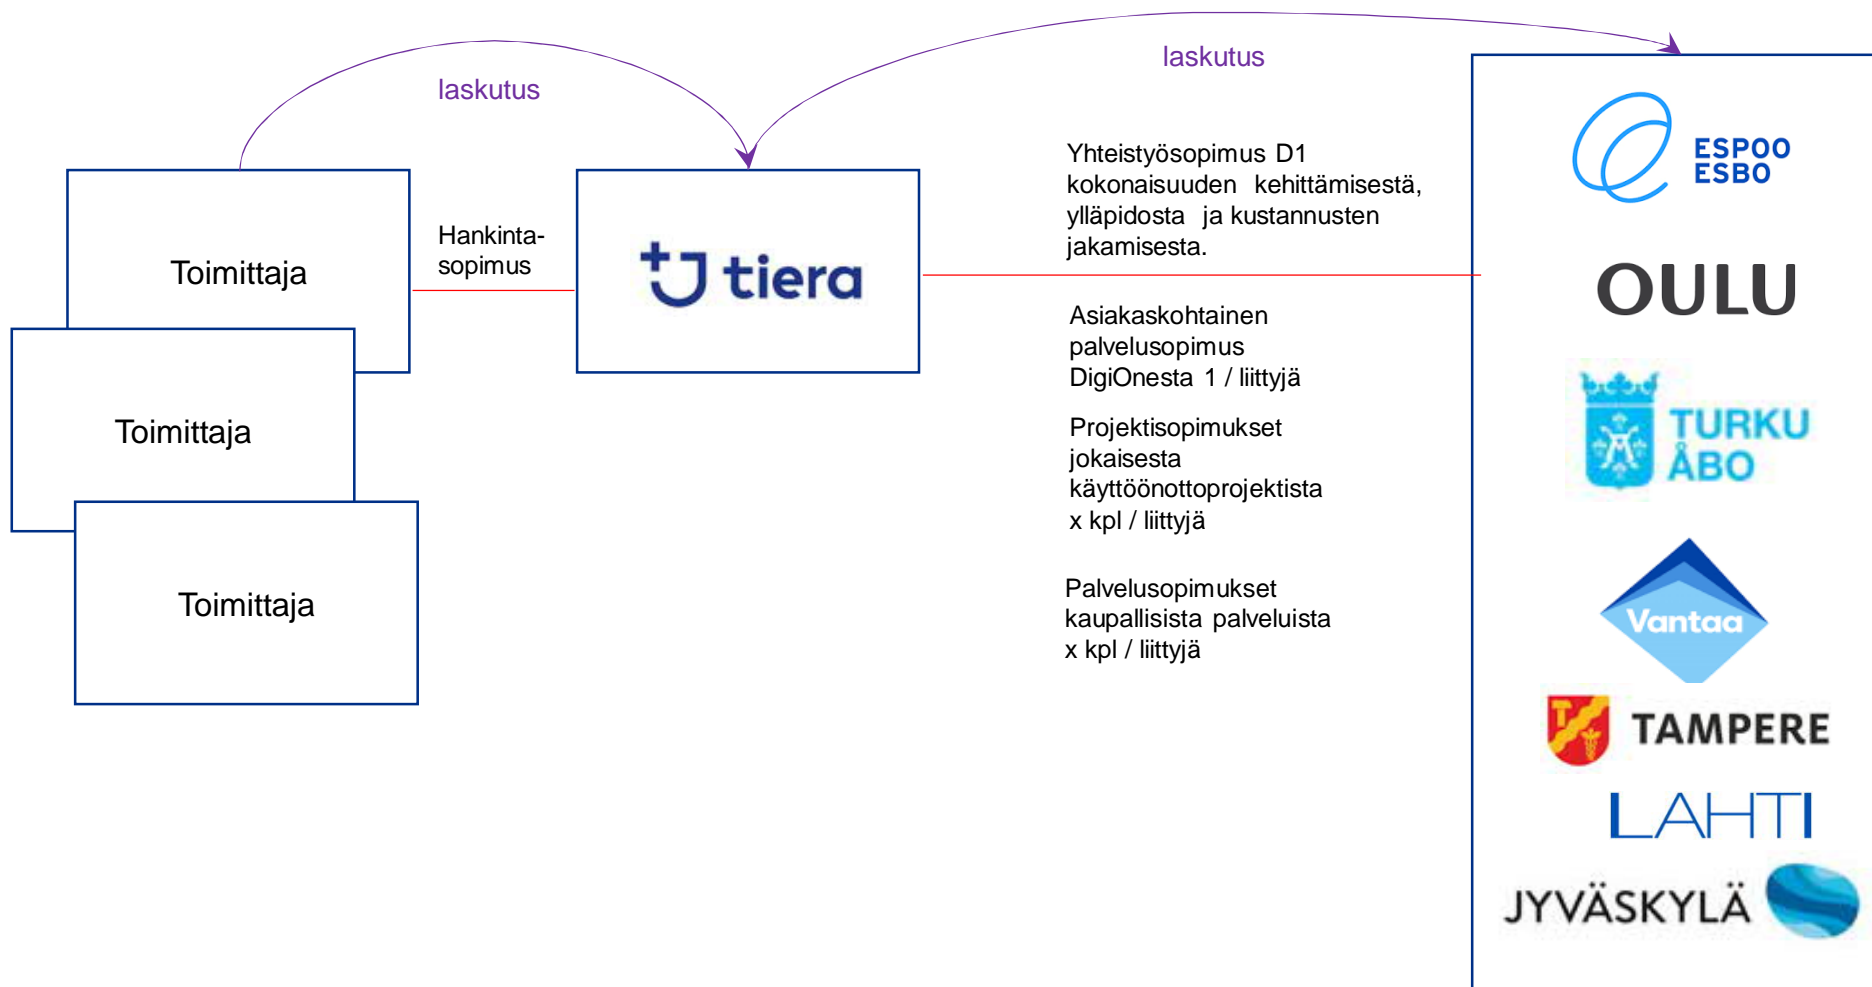 laskutus
laskutus
Toimittaja
Toimittaja
Toimittaja
Hankinta-
sopimus
tiera
Yhteistyösopimus D1
kokonaisuuden kehittämisestä,
ylläpidosta ja kustannusten
jakamisesta.
Asiakaskohtainen
palvelusopimus
DigiOnesta 1 / liittyjä
Projektisopimukset
jokaisesta
käyttöönottoprojektista
x kpl / liittyjä
Palvelusopimukset
kaupallisista palveluista
x kpl / liittyjä
ESPOO
ESBO
OULU
TURKU
ÅBO
Vantaa
TAMPERE
LAHTI
JYVÄSKYLÄ